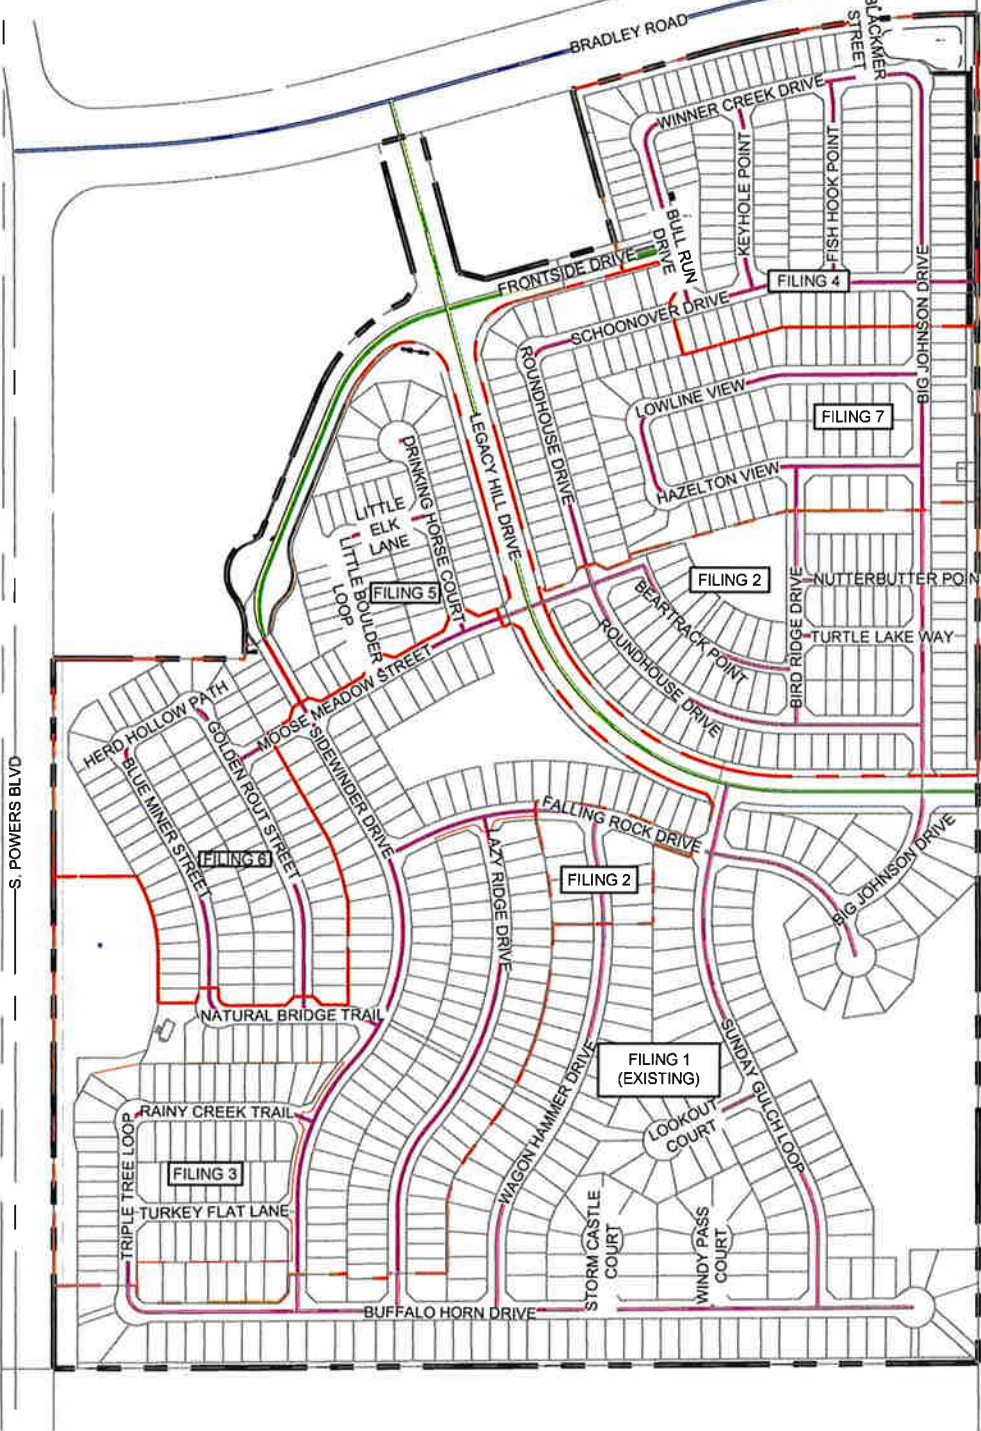 BRADLEY ROAD
BLACKMER
STREET
WINNER CREEK DRIVE
KEYHOLE POINT
FISH HOOK POINT
BULL RUN
DRIVE
FRONTSIDE DRIVE
FILING 4
BIG JOHNSON DRIVE
SCHOONOVER DRIVE
ROUNDHOUSE DRIVE
LOWLINE VIEW
FILING 7
LEGACY HILL DRIVE
DRINKING HORSE COURT
HAZELTON VIEW
LITTLE
ELK
LANE
LITTLE BOULDER
LOOP
FILING 5
FILING 2
NUTTERBUTTER POIN
BEARTRACK POINT
BIRD RIDGE DRIVE
TURTLE LAKE WAY
ROUNDHOUSE DRIVE
MOOSE MEADOW STREET
HERD HOLLOW PATH
GOLDEN ROUT STREET
SIDEWINDER DRIVE
BLUE MINER STREET
S. POWERS BLVD
FALLING ROCK DRIVE
BIG JOHNSON DRIVE
FILING 6
LAZY RIDGE DRIVE
FILING 2
NATURAL BRIDGE TRAIL
WAGON HAMMER DRIVE
FILING 1
(EXISTING)
SUNDAY GULCH LOOP
RAINY CREEK TRAIL
LOOKOUT
COURT
TRIPLE TREE LOOP
FILING 3
TURKEY FLAT LANE
STORM CASTLE
COURT
WINDY PASS
COURT
BUFFALO HORN DRIVE